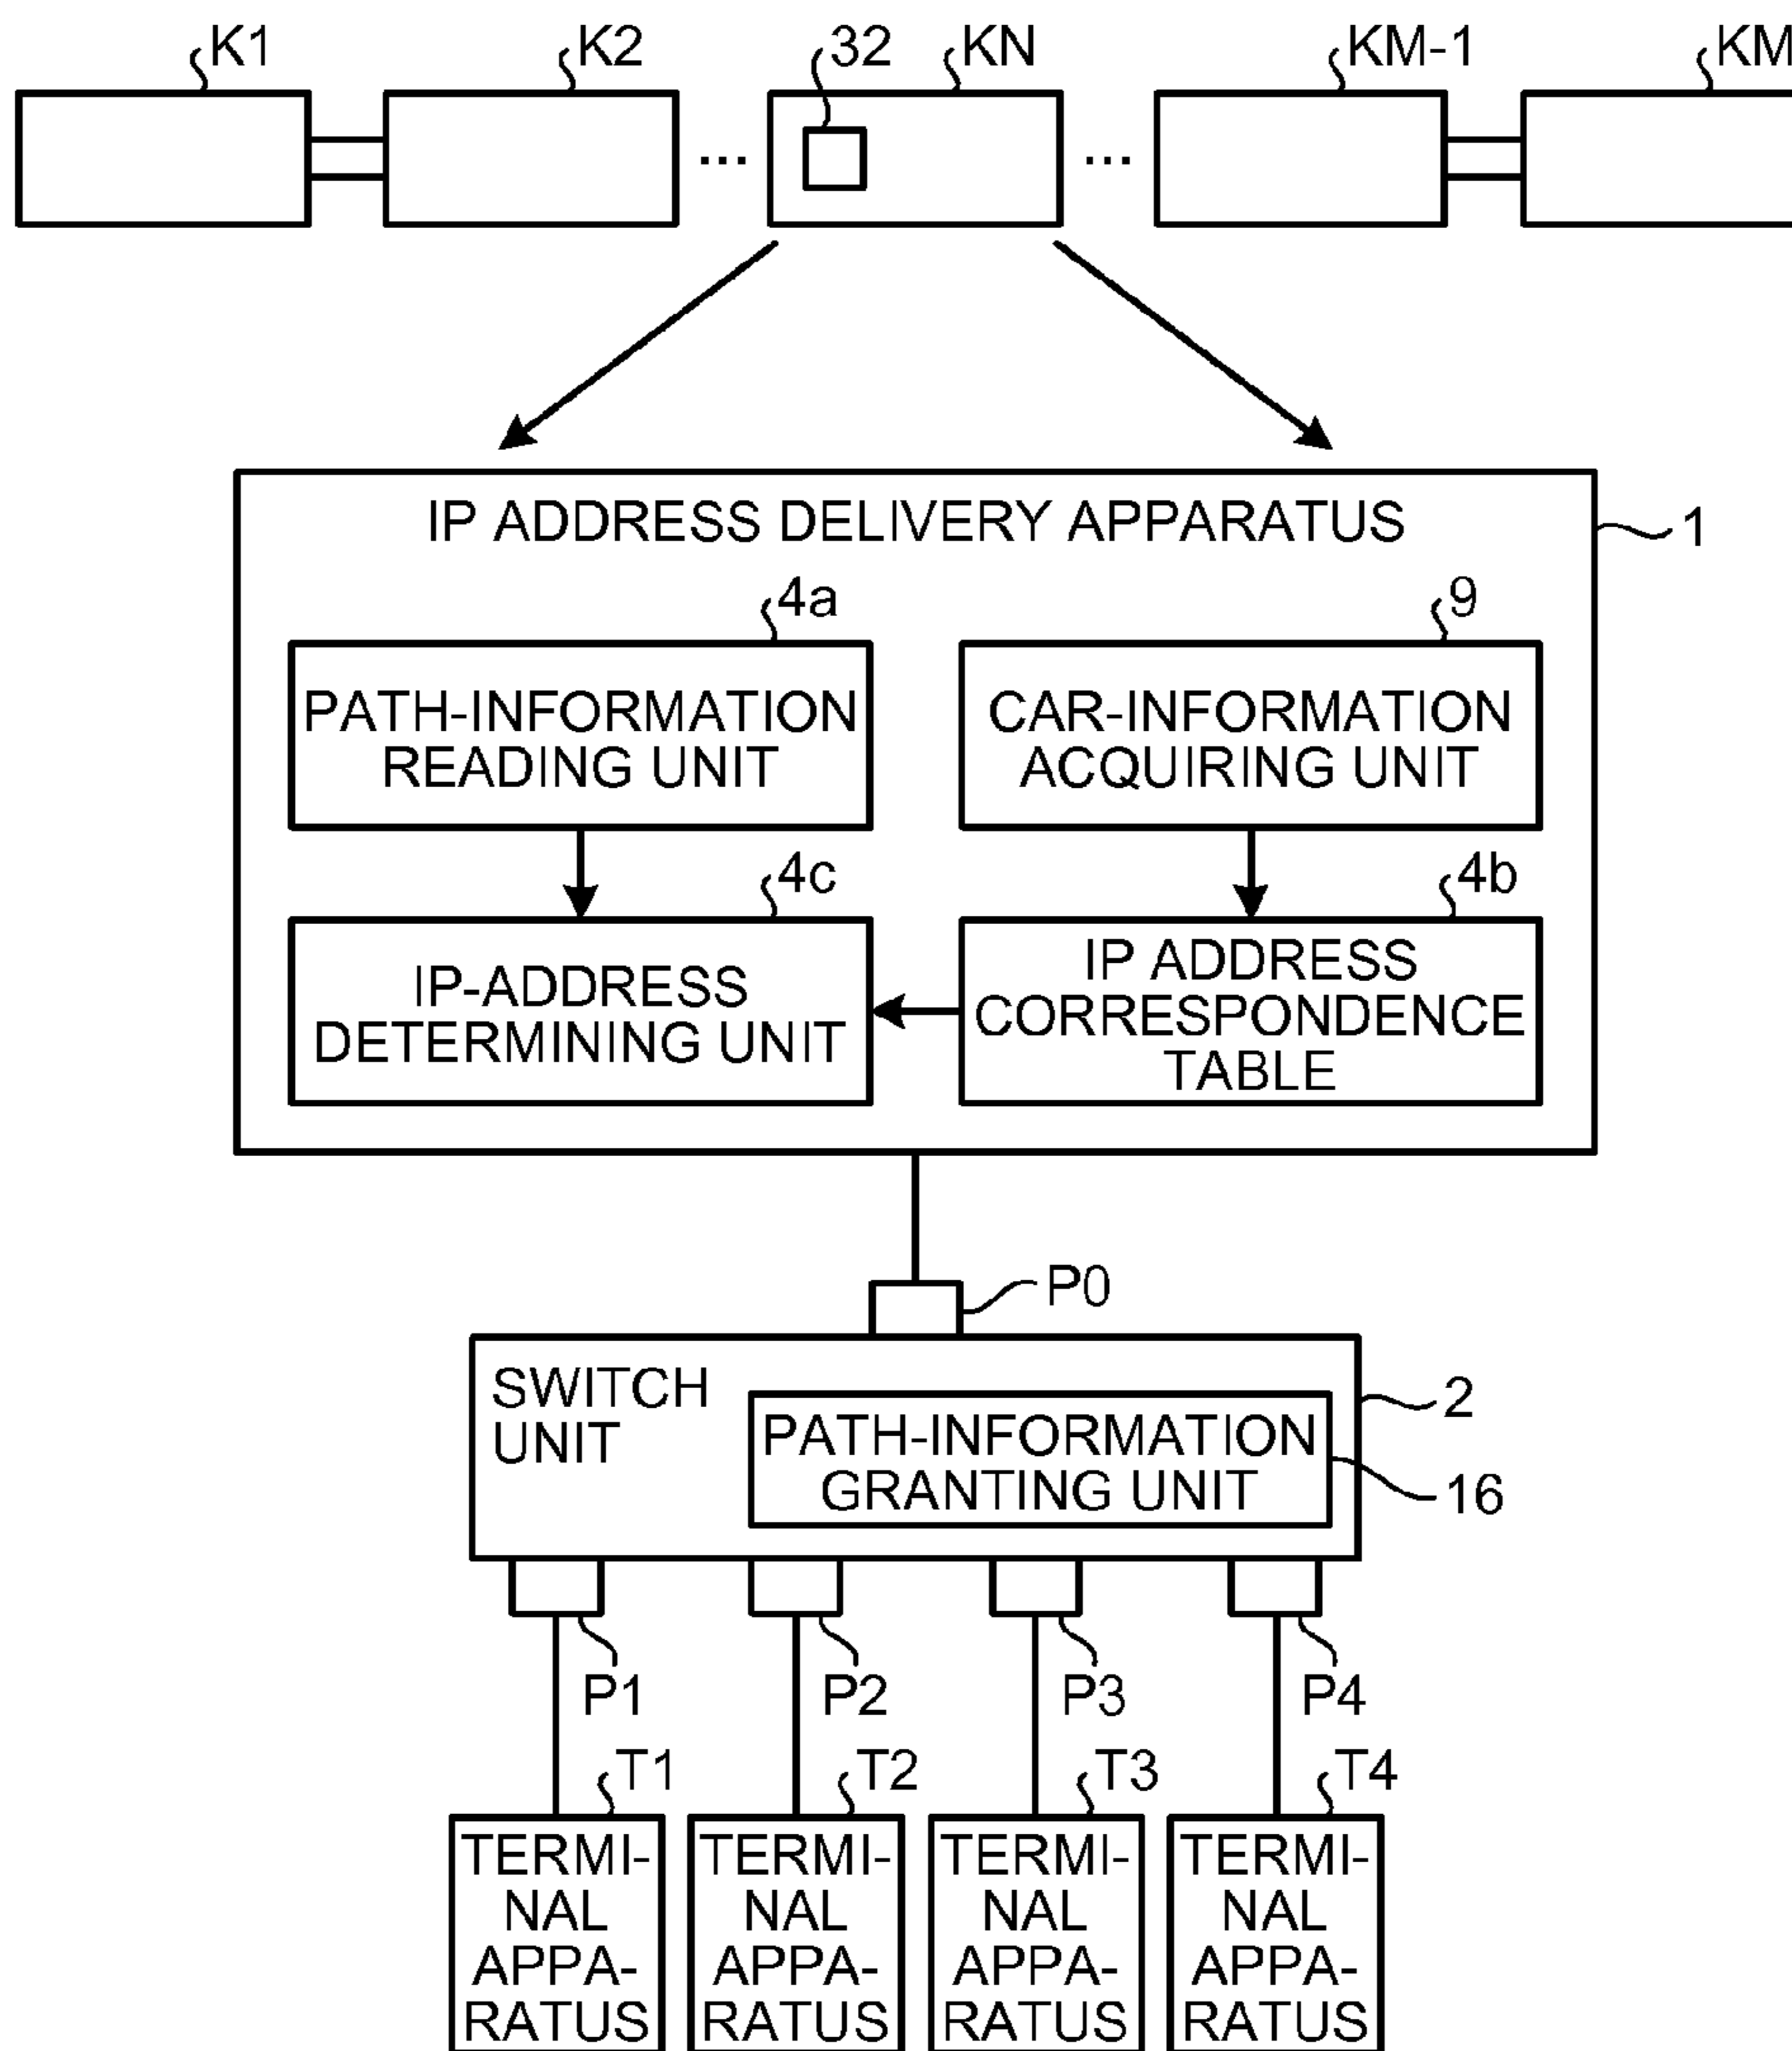 K1 K2 32 KN KM-1 KM
... ...
IP ADDRESS DELIVERY APPARATUS
1
4a 9
PATH-INFORMATION
READING UNIT
CAR-INFORMATION
ACQUIRING UNIT
4c 4b
IP-ADDRESS
DETERMINING UNIT
IP ADDRESS
CORRESPONDENCE
TABLE
P0
SWITCH
UNIT
2
PATH-INFORMATION
GRANTING UNIT
16
P1 P2 P3 P4
T1 T2 T3 T4
TERMI-
NAL
APPA-
RATUS
TERMI-
NAL
APPA-
RATUS
TERMI-
NAL
APPA-
RATUS
TERMI-
NAL
APPA-
RATUS